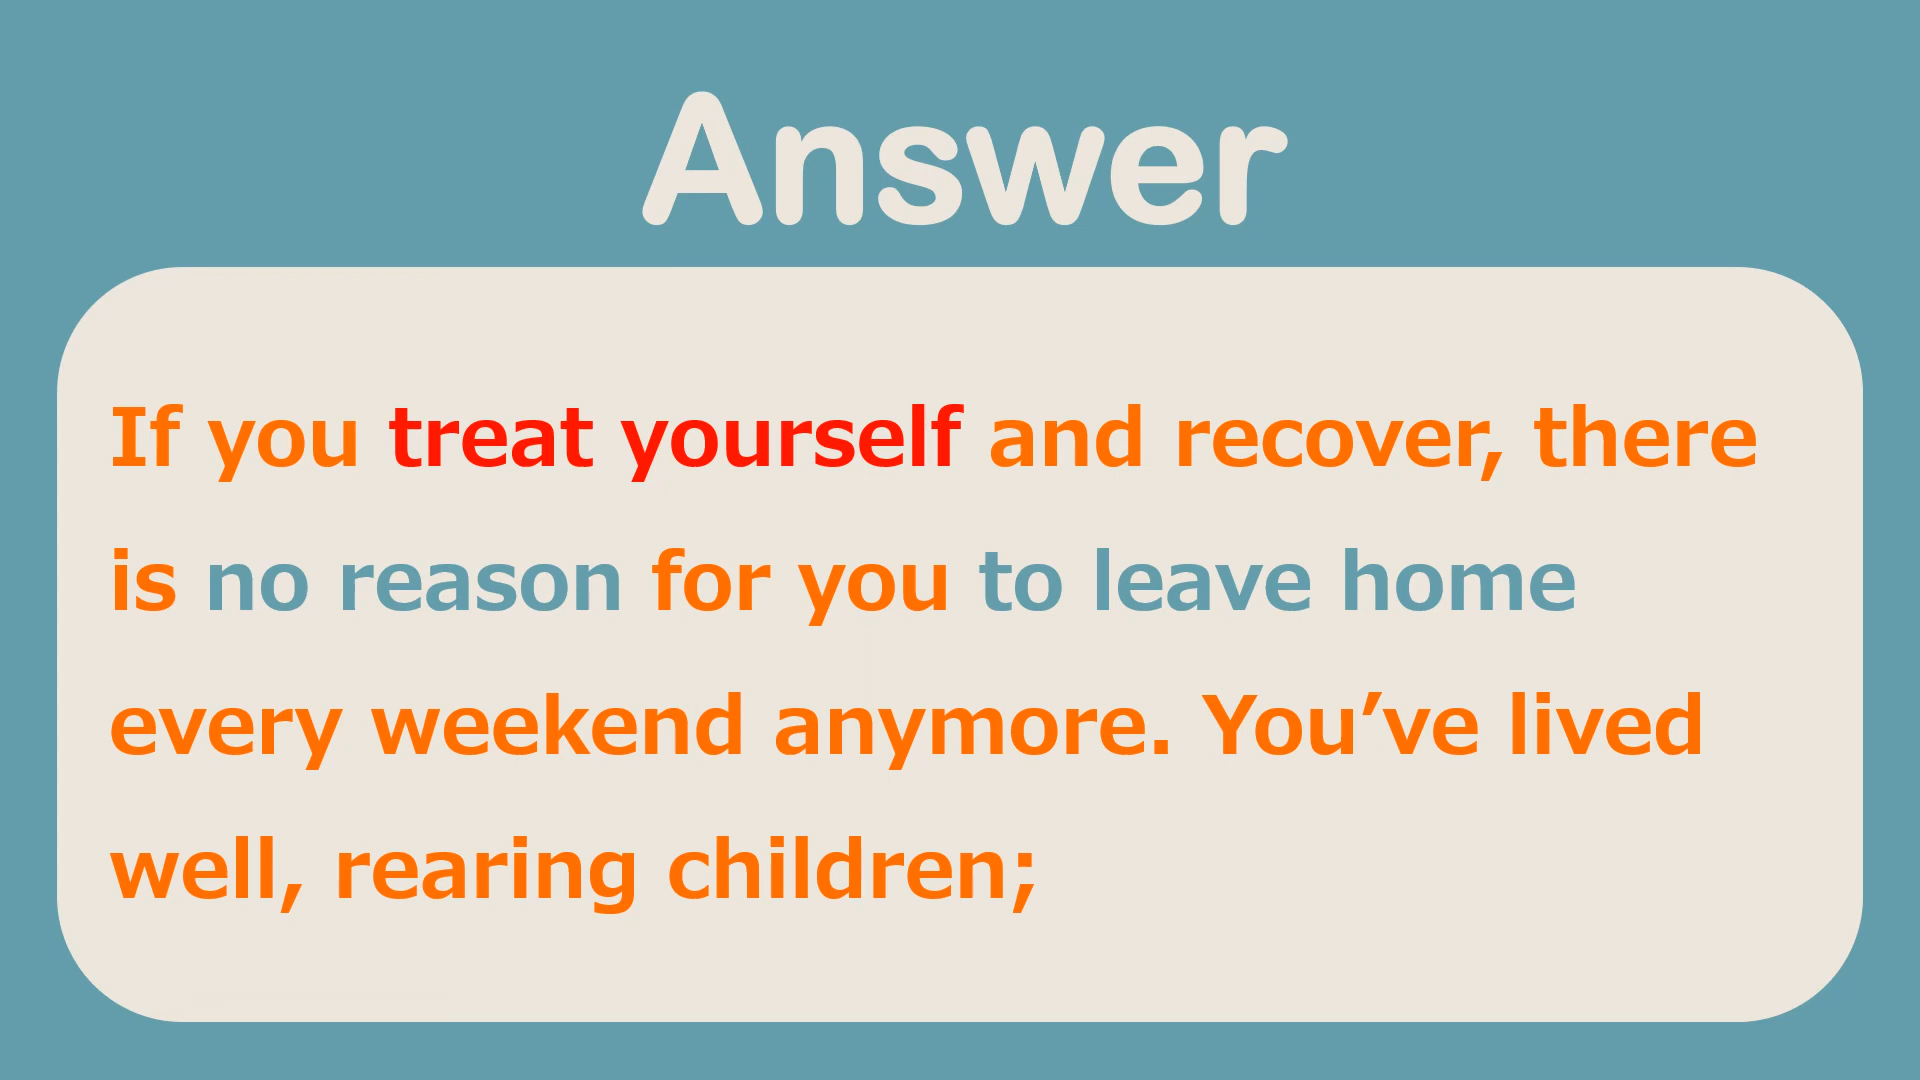 Answer
If you treat yourself and recover, there
is no reason for you to leave home
every weekend anymore. You’ve lived
well, rearing children;